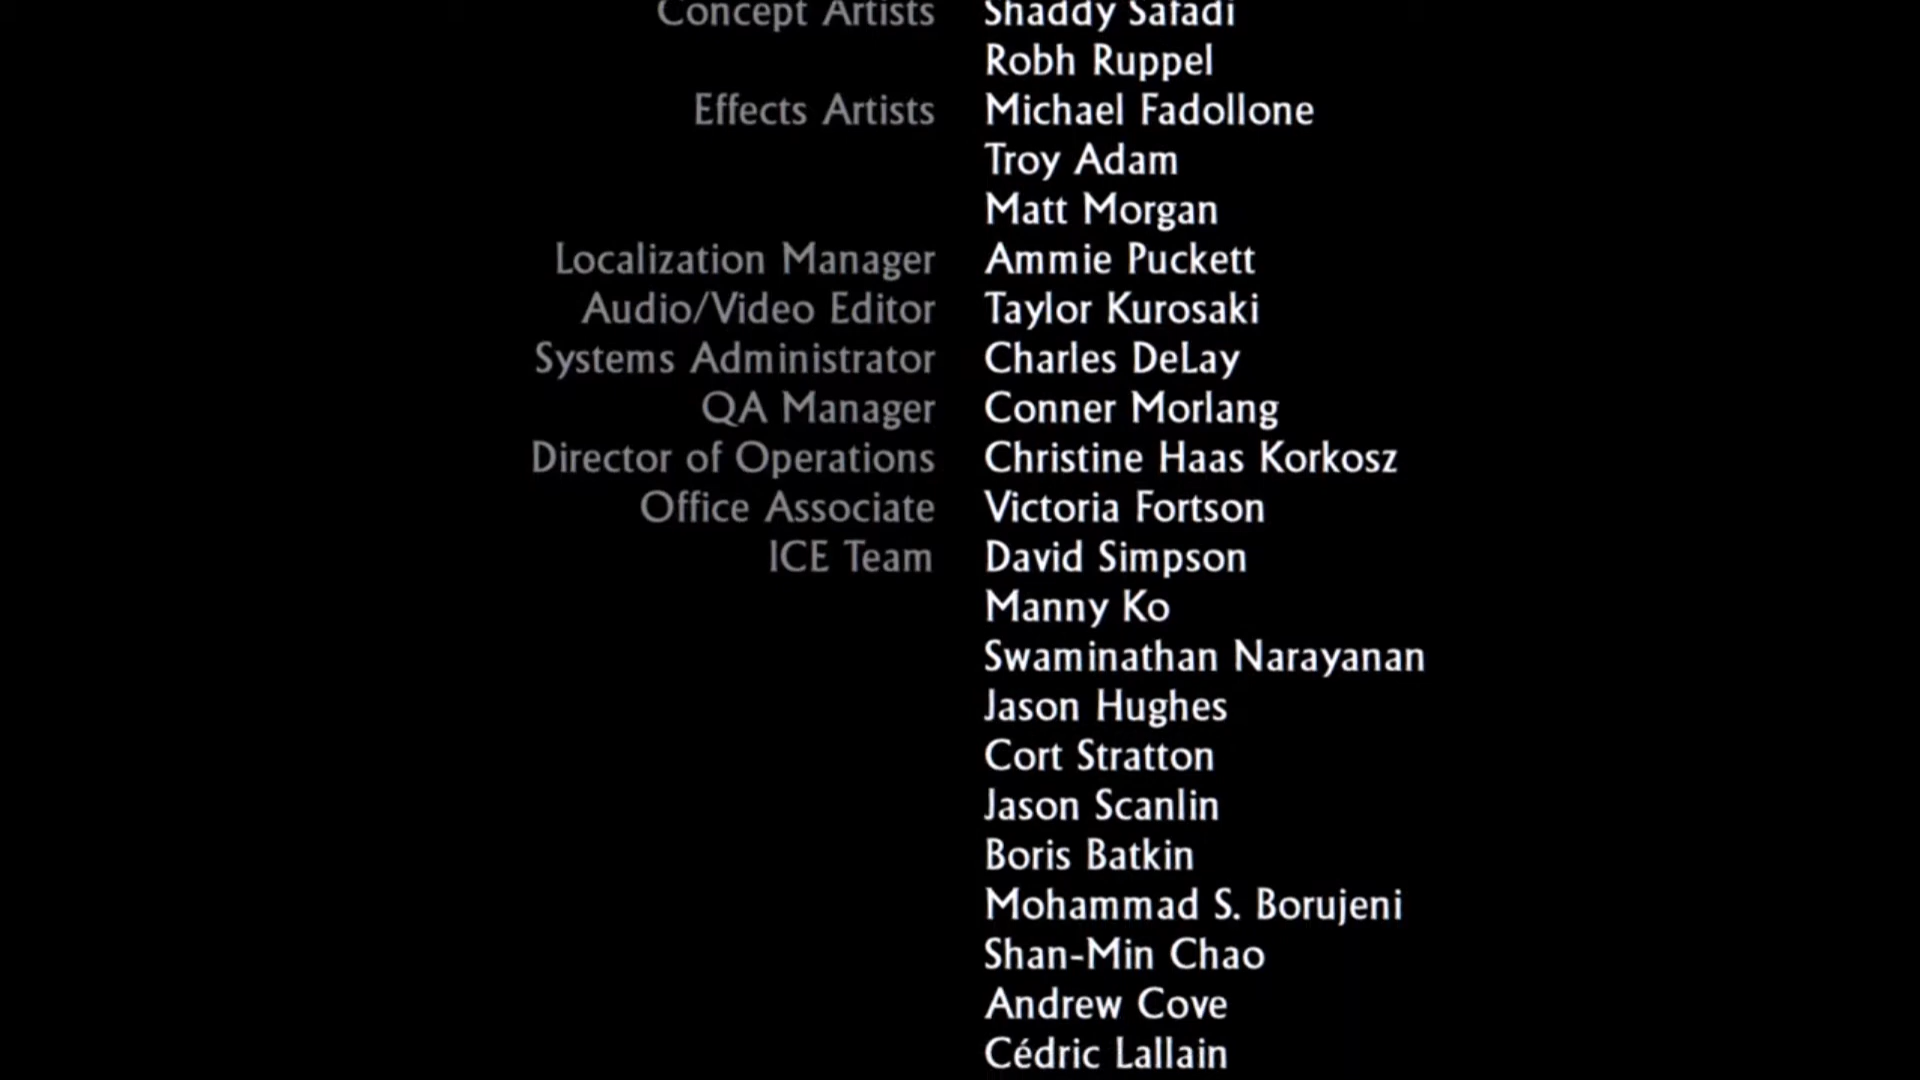 Concept Artists Shaddy Safadi
Robh Ruppel
Effects Artists Michael Fadollone
Troy Adam
Matt Morgan
Localization Manager Ammie Puckett
Audio/Video Editor Taylor Kurosaki
Systems Administrator Charles DeLay
QA Manager Conner Morlang
Director of Operations Christine Haas Korkosz
Office Associate Victoria Fortson
ICE Team David Simpson
Manny Ko
Swaminathan Narayanan
Jason Hughes
Cort Stratton
Jason Scanlin
Boris Batkin
Mohammad S. Borujeni
Shan-Min Chao
Andrew Cove
Cédric Lallain